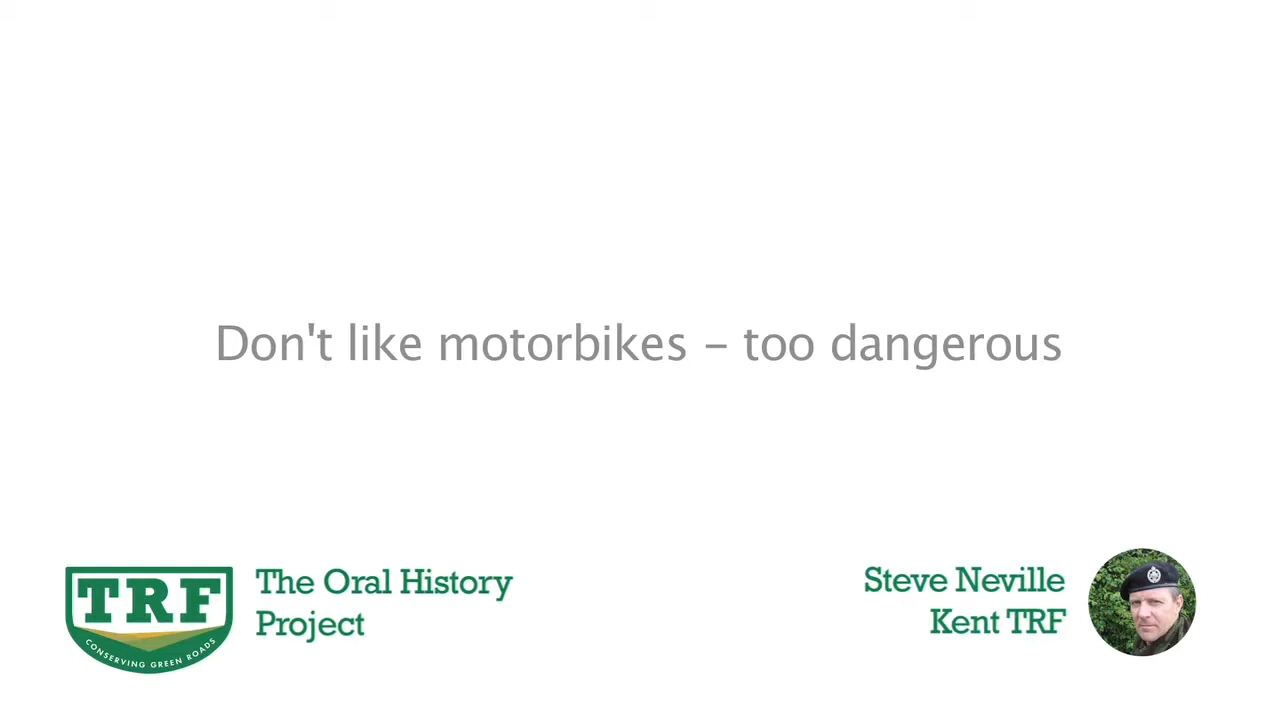 Don't like motorbikes – too dangerous
TRF
CONSERVING GREEN ROADS
The Oral History
Project
Steve Neville
Kent TRF